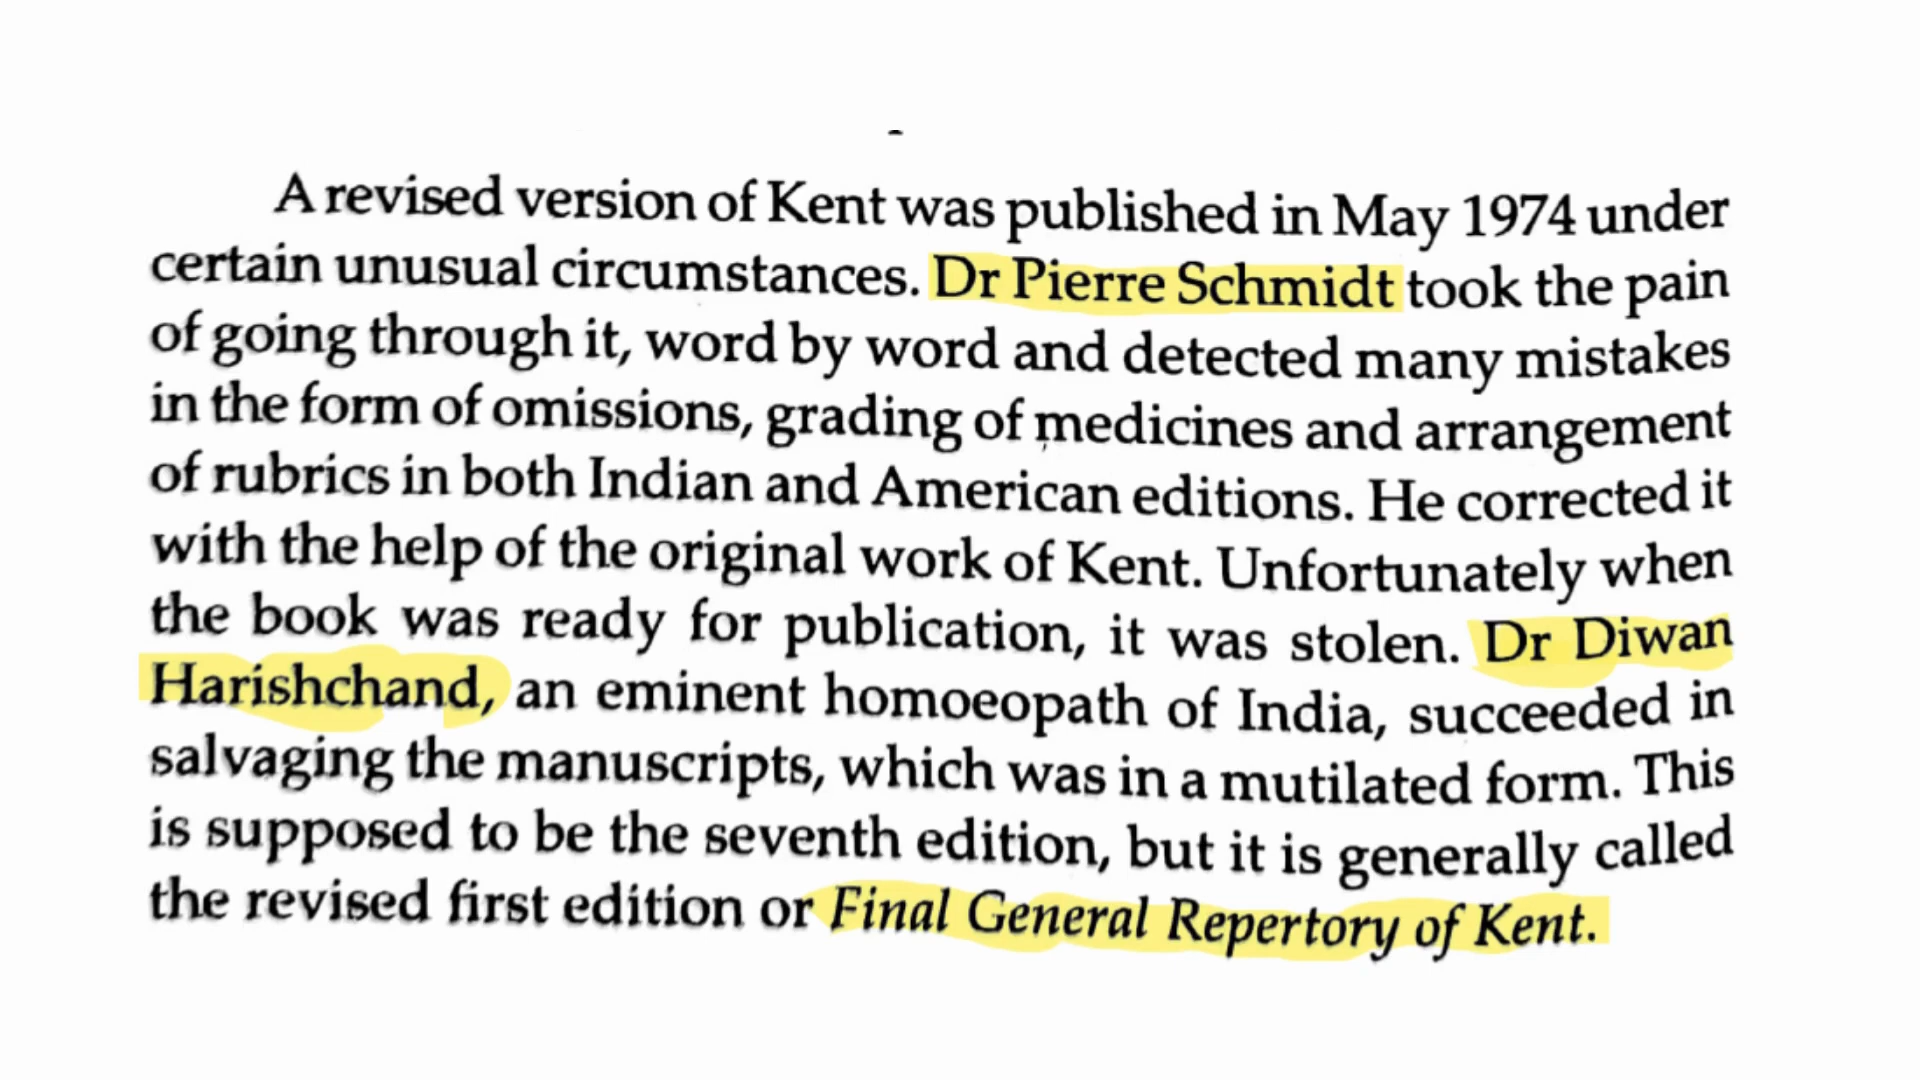 A revised version of Kent was published in May 1974 under
certain unusual circumstances. Dr Pierre Schmidt took the pain
of going through it, word by word and detected many mistakes
in the form of omissions, grading of medicines and arrangement
of rubrics in both Indian and American editions. He corrected it
with the help of the original work of Kent. Unfortunately when
the book was ready for publication, it was stolen. Dr Diwan
Harishchand, an eminent homoeopath of India, succeeded in
salvaging the manuscripts, which was in a mutilated form. This
is supposed to be the seventh edition, but it is generally called
the revised first edition or Final General Repertory of Kent.